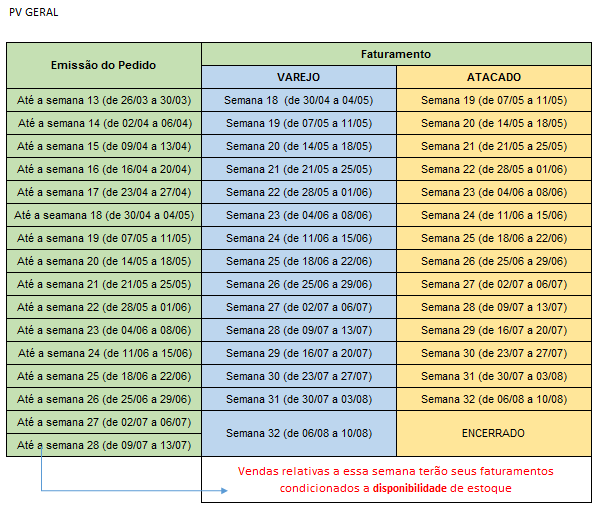 PV GERAL
Emissão do Pedido
Faturamento
VAREJO
ATACADO
Até a semana 13 (de 26/03 a 30/03) Semana 18 (de 30/04 a 04/05) Semana 19 (de 07/05 a 11/05)
Até a semana 14 (de 02/04 a 06/04) Semana 19 (de 07/05 a 11/05) Semana 20 (de 14/05 a 18/05)
Até a semana 15 (de 09/04 a 13/04) Semana 20 (de 14/05 a 18/05) Semana 21 (de 21/05 a 25/05)
Até a semana 16 (de 16/04 a 20/04) Semana 21 (de 21/05 a 25/05) Semana 22 (de 28/05 a 01/06)
Até a semana 17 (de 23/04 a 27/04) Semana 22 (de 28/05 a 01/06) Semana 23 (de 04/06 a 08/06)
Até a seamana 18 (de 30/04 a 04/05) Semana 23 (de 04/06 a 08/06) Semana 24 (de 11/06 a 15/06)
Até a semana 19 (de 07/05 a 11/05) Semana 24 (de 11/06 a 15/06) Semana 25 (de 18/06 a 22/06)
Até a semana 20 (de 14/05 a 18/05) Semana 25 (de 18/06 a 22/06) Semana 26 (de 25/06 a 29/06)
Até a semana 21 (de 21/05 a 25/05) Semana 26 (de 25/06 a 29/06) Semana 27 (de 02/07 a 06/07)
Até a semana 22 (de 28/05 a 01/06) Semana 27 (de 02/07 a 06/07) Semana 28 (de 09/07 a 13/07)
Até a semana 23 (de 04/06 a 08/06) Semana 28 (de 09/07 a 13/07) Semana 29 (de 16/07 a 20/07)
Até a semana 24 (de 11/06 a 15/06) Semana 29 (de 16/07 a 20/07) Semana 30 (de 23/07 a 27/07)
Até a semana 25 (de 18/06 a 22/06) Semana 30 (de 23/07 a 27/07) Semana 31 (de 30/07 a 03/08)
Até a semana 26 (de 25/06 a 29/06) Semana 31 (de 30/07 a 03/08) Semana 32 (de 06/08 a 10/08)
Até a semana 27 (de 02/07 a 06/07)
Semana 32 (de 06/08 a 10/08) ENCERRADO
Até a semana 28 (de 09/07 a 13/07)
Vendas relativas a essa semana terão seus faturamentos
condicionados a disponibilidade de estoque